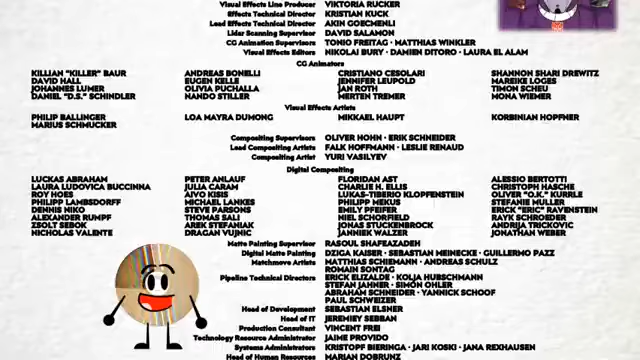 Visual Effects Line Producer VIKTORIA RUCKER
Effects Technical Director KRISTIAN KUCK
Lead Effects Technical Director AKIN GOECMENLI
Lidar Scanning Supervisor DAVID SALAMON
CG Animation Supervisors TONIO FREITAG · MATTHIAS WINKLER
Visual Effects Editors NIKOLAI BURY · DAMIEN DITORO · LAURA EL ALAM
CG Animators
KILLIAN "KILLER" BAUR ANDREAS BONELLI CRISTIANO CESOLARI SHANNON SHARI DREWITZ
DAVID HALL EUGEN KELLE JENNIFER LEUPOLD MAREIKE LOGES
JOHANNES LUMER OLIVIA PUCHALLA JAN ROTH TIMON SCHEU
DANIEL "D.S." SCHINDLER NANDO STILLER MERTEN TREMER MONA WIEMER
Visual Effects Artists
PHILIP BALLINGER LOA MAYRA DUMONG MIKKAEL HAUPT KORBINIAN HOPFNER
MARIUS SCHMUCKER
Compositing Supervisors OLIVER HOHN · ERIK SCHNEIDER
Lead Compositing Artists FALK HOFFMANN · LESLIE RENAUD
Compositing Artist YURI VASILYEV
Digital Compositing
LUCKAS ABRAHAM PETER ANLAUF FLORIDAN AST ALESSIO BERTOTTI
LAURA LUDOVICA BUCCINNA JULIA CARAM CHARLIE H. ELLIS CHRISTOPH HASCHE
ROY HOES AIVO KISIS LUKAS-TIBERIO KLOPFENSTEIN OLIVER "O.K." KURRLE
PHILIPP LAMBSDORFF MICHAEL LANKES PHILIPP MEKUS STEFANIE MULLER
DENNIS NIKO STEVE PARSONS EMILY PFEIFER ERICK "ERIC" RAVENSTEIN
ALEXANDER RUMPF THOMAS SALI NIEL SCHORFIELD RAYK SCHROEDER
ZSOLT SEBOK AREK STEFANIAK JONAS STUCKENBROCK ANDRIJA TRICKOVIC
NICHOLAS VALENTE DRAGAN VUJNIC JANNIEK WALZER JONATHAN WEBER
Matte Painting Supervisor RASOUL SHAFEAZADEH
Digital Matte Painting DZIGA KAISER · SEBASTIAN MEINECKE · GUILLERMO PAZZ
Matchmove Artists MATTHIAS SCHIEMANN · ANDREAS SCHULZ
ROMAIN SONTAG
Pipeline Technical Directors ERICK ELIZALDE · KOLJA HUBSCHMANN
STEFAN JAHNER · SIMON OHLER
ABRAHAM SCHNEIDER · YANNICK SCHOOF
PAUL SCHWEIZER
Head of Development SEBASTIAN ELSNER
Head of IT JEREMIEY SEBBAN
Production Consultant VINCENT FREI
Technology Resource Administrator JAIME PROVIDO
Systems Administrators KRISTOPF BIERINGA · JARI KOSKI · JANA REXHAUSEN
Head of Human Resources MARIAN DOBRUNZ